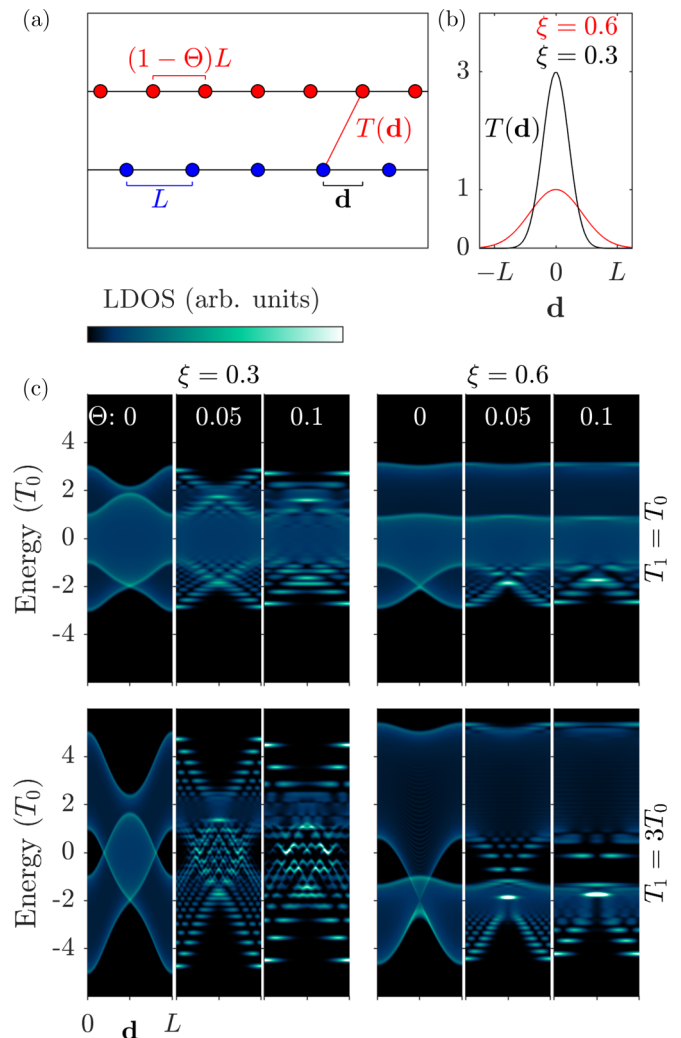 (a)
(1 − Θ)L
T(d)
L
d
(b)
ξ = 0.6
ξ = 0.3
3
T(d)
1
0
−L 0 L
d
LDOS (arb. units)
(c)
ξ = 0.3 ξ = 0.6
Θ: 0 0.05 0.1 0 0.05 0.1
4
2
0
-2
-4
Energy (T₀)
T₁ = T₀
4
2
0
-2
-4
Energy (T₀)
T₁ = 3T₀
0 d L